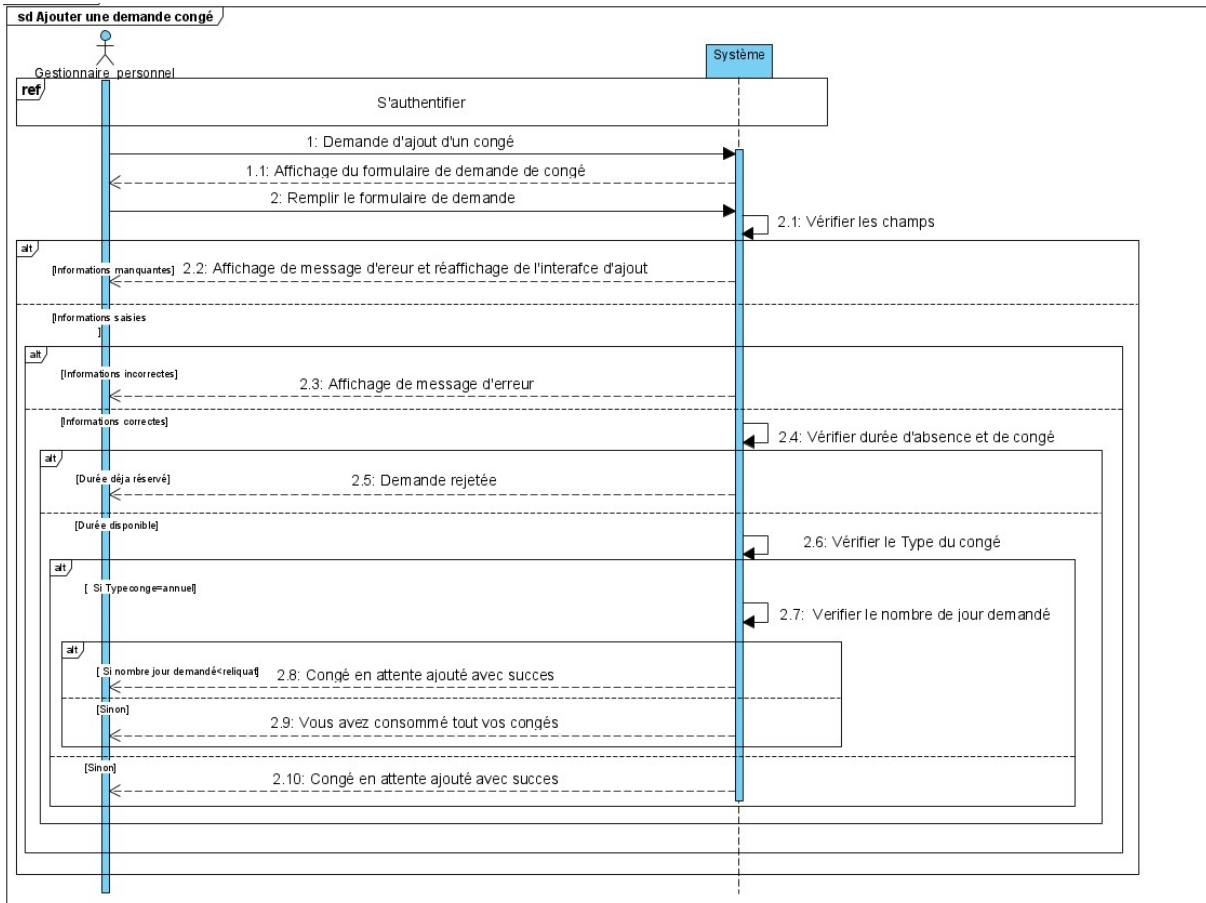 sd Ajouter une demande congé
Gestionnaire personnel
Système
ref
S'authentifier
1: Demande d'ajout d'un congé
1.1: Affichage du formulaire de demande de congé
2: Remplir le formulaire de demande
2.1: Vérifier les champs
alt
[Informations manquantes]
2.2: Affichage de message d'ereur et réaffichage de l'interafce d'ajout
[Informations saisies
]
alt
[Informations incorrectes]
2.3: Affichage de message d'erreur
[Informations correctes]
2.4: Vérifier durée d'absence et de congé
alt
[Durée déja réservé]
2.5: Demande rejetée
[Durée disponible]
2.6: Vérifier le Type du congé
alt
[ Si Typeconge=annuel]
2.7: Verifier le nombre de jour demandé
alt
[ Si nombre jour demandé<reliquat]
2.8: Congé en attente ajouté avec succes
[Sinon]
2.9: Vous avez consommé tout vos congés
[Sinon]
2.10: Congé en attente ajouté avec succes